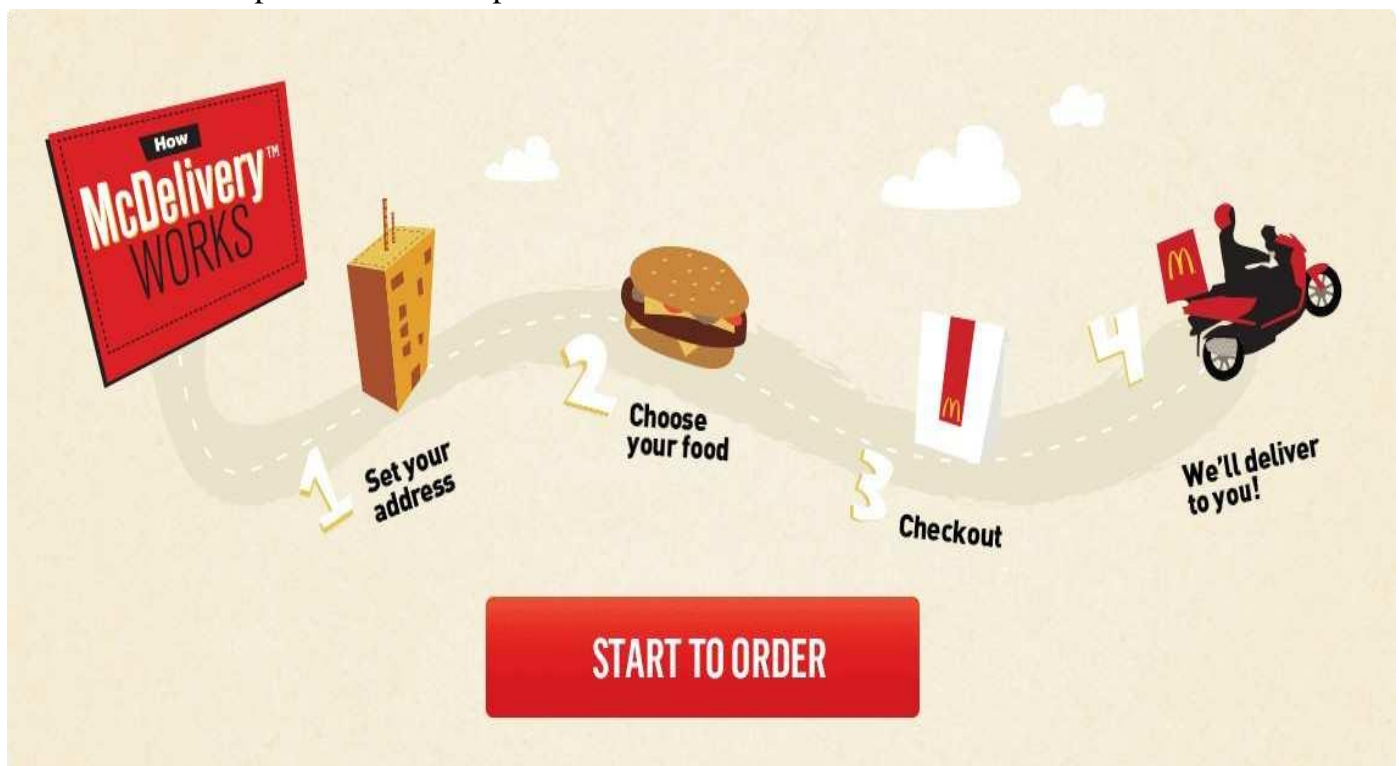 How
McDelivery™
WORKS
1
Set your
address
2
Choose
your food
3
Checkout
4
We'll deliver
to you!
START TO ORDER